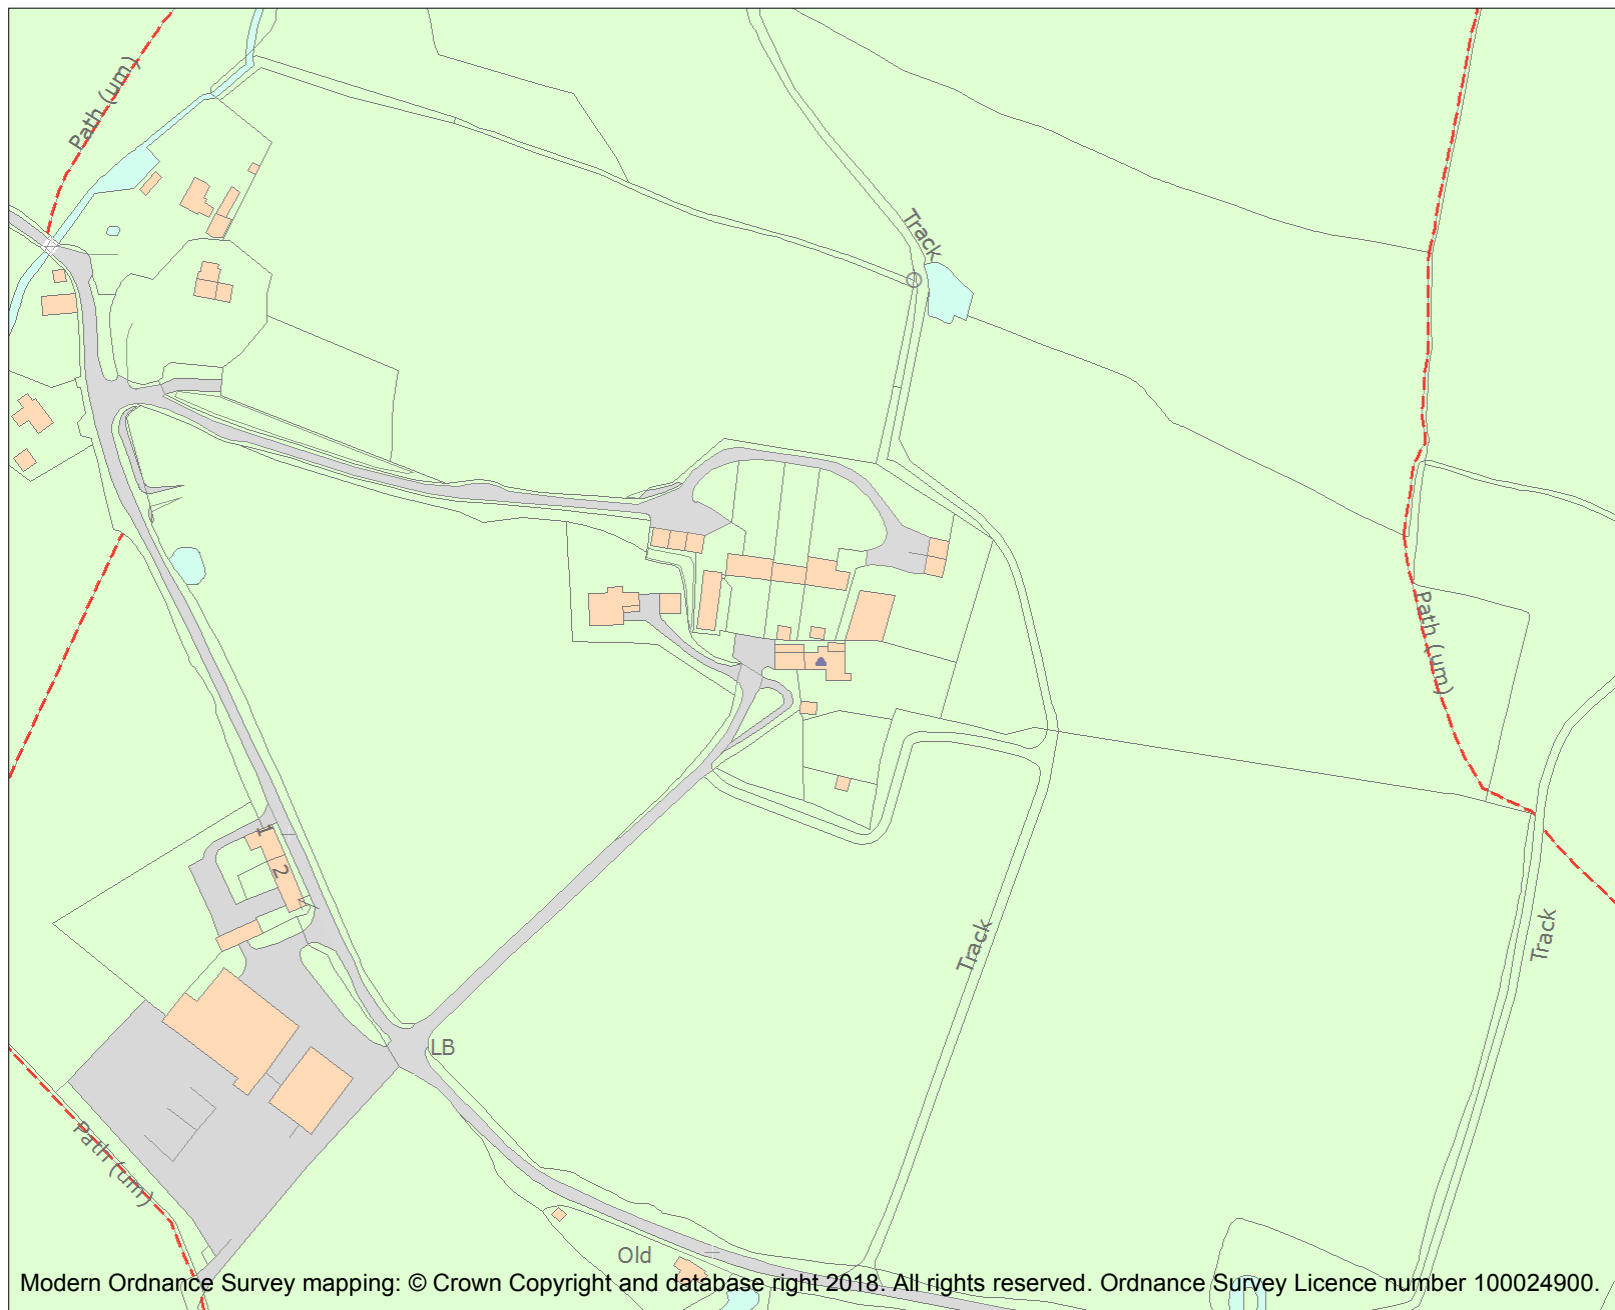 Path (um)
Track
Path (um)
1
2
Track
Track
LB
Path (um)
Old
Modern Ordnance Survey mapping: © Crown Copyright and database right 2018. All rights reserved. Ordnance Survey Licence number 100024900.